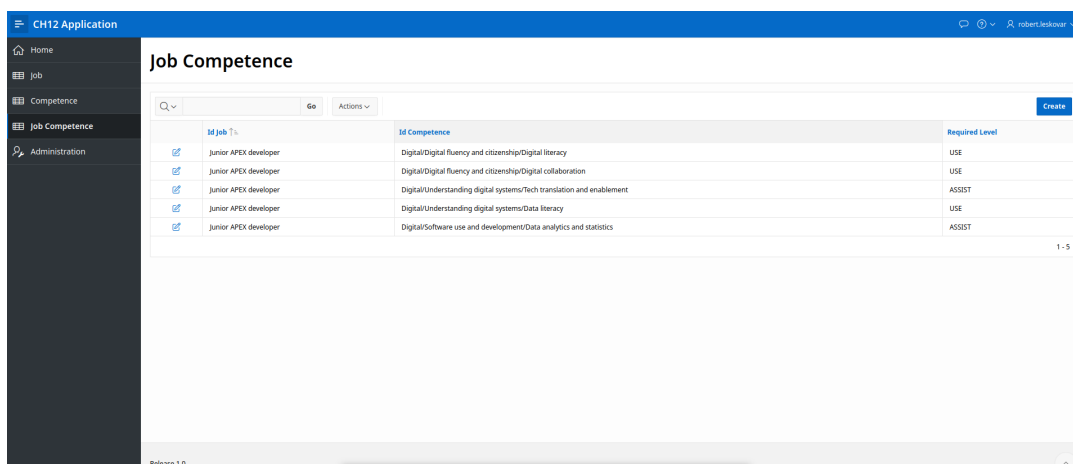 CH12 Application
robert.leskovar
Home
Job
Competence
Job Competence
Administration
Job Competence
Go
Actions
Create
Id Job Id Competence Required Level
Junior APEX developer Digital/Digital fluency and citizenship/Digital literacy USE
Junior APEX developer Digital/Digital fluency and citizenship/Digital collaboration USE
Junior APEX developer Digital/Understanding digital systems/Tech translation and enablement ASSIST
Junior APEX developer Digital/Understanding digital systems/Data literacy USE
Junior APEX developer Digital/Software use and development/Data analytics and statistics ASSIST
1 - 5
Release 1.0